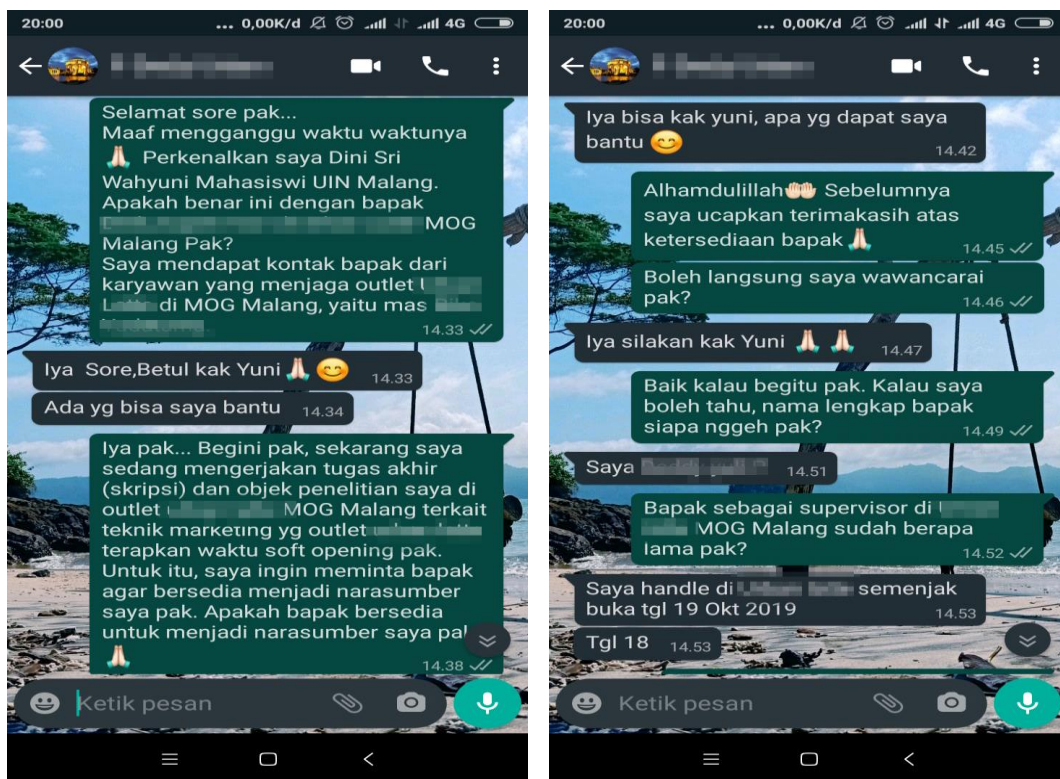 20:00
... 0,00K/d 4G
Selamat sore pak...
Maaf mengganggu waktu waktunya
🙏 Perkenalkan saya Dini Sri
Wahyuni Mahasiswi UIN Malang.
Apakah benar ini dengan bapak
MOG
Malang Pak?
Saya mendapat kontak bapak dari
karyawan yang menjaga outlet
di MOG Malang, yaitu mas
14.33
Iya Sore,Betul kak Yuni 🙏😊
14.33
Ada yg bisa saya bantu 14.34
Iya pak... Begini pak, sekarang saya
sedang mengerjakan tugas akhir
(skripsi) dan objek penelitian saya di
outlet MOG Malang terkait
teknik marketing yg outlet
terapkan waktu soft opening pak.
Untuk itu, saya ingin meminta bapak
agar bersedia menjadi narasumber
saya pak. Apakah bapak bersedia
untuk menjadi narasumber saya
🙏
14.38
Ketik pesan
20:00
... 0,00K/d 4G
Iya bisa kak yuni, apa yg dapat saya
bantu 😊
14.42
Alhamdulillah🤲 Sebelumnya
saya ucapkan terimakasih atas
ketersediaan bapak 🙏
14.45
Boleh langsung saya wawancarai
pak?
14.46
Iya silakan kak Yuni 🙏 🙏
14.47
Baik kalau begitu pak. Kalau saya
boleh tahu, nama lengkap bapak
siapa nggeh pak?
14.49
Saya 14.51
Bapak sebagai supervisor di
MOG Malang sudah berapa
lama pak?
14.52
Saya handle di semenjak
buka tgl 19 Okt 2019
14.53
Tgl 18 14.53
Ketik pesan